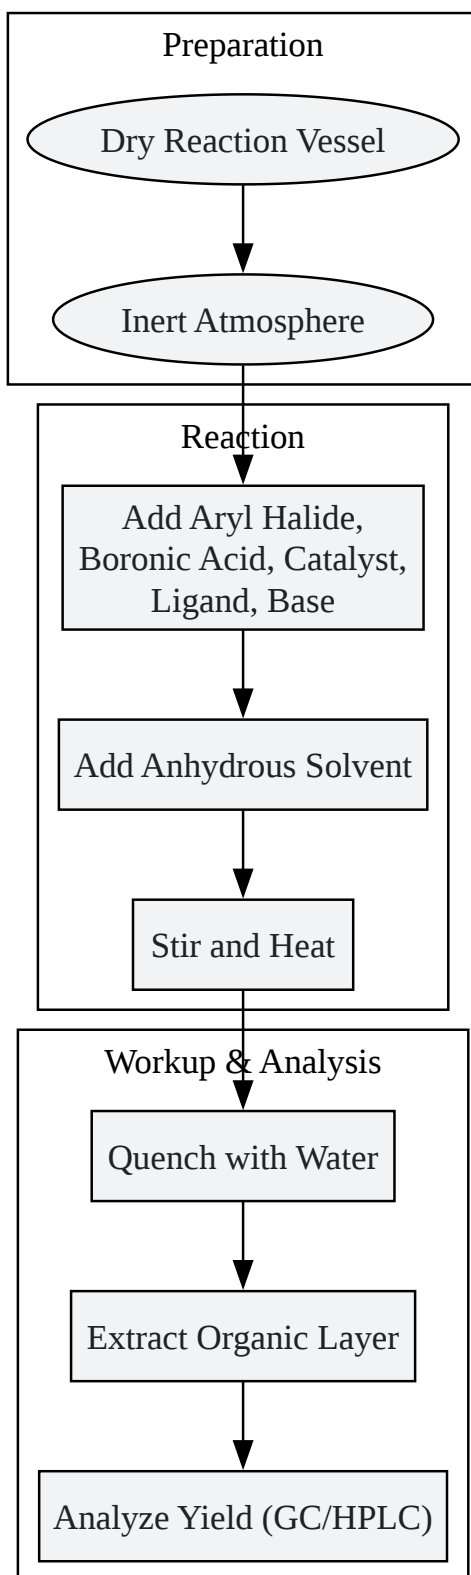 Preparation
Dry Reaction Vessel
Inert Atmosphere
Reaction
Add Aryl Halide,
Boronic Acid, Catalyst,
Ligand, Base
Add Anhydrous Solvent
Stir and Heat
Workup & Analysis
Quench with Water
Extract Organic Layer
Analyze Yield (GC/HPLC)